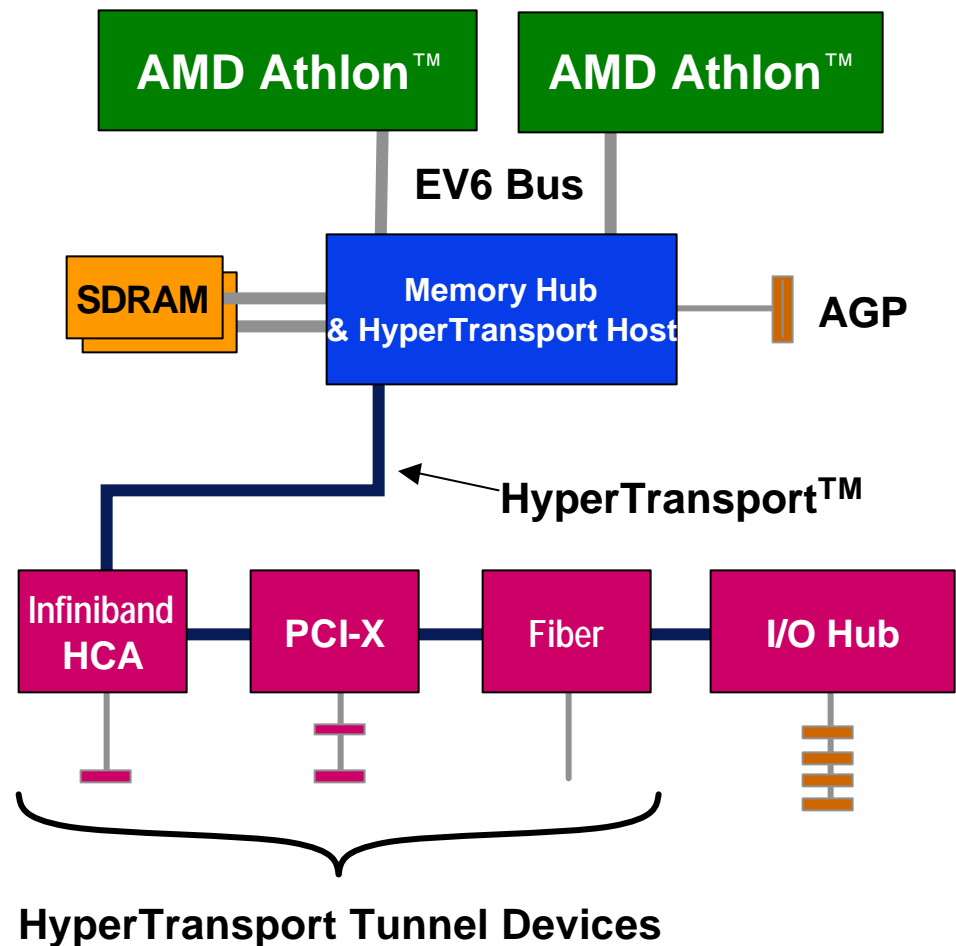 AMD Athlon™
AMD Athlon™
EV6 Bus
SDRAM
Memory Hub
& HyperTransport Host
AGP
HyperTransport™
Infiniband
HCA
PCI-X
Fiber
I/O Hub
HyperTransport Tunnel Devices